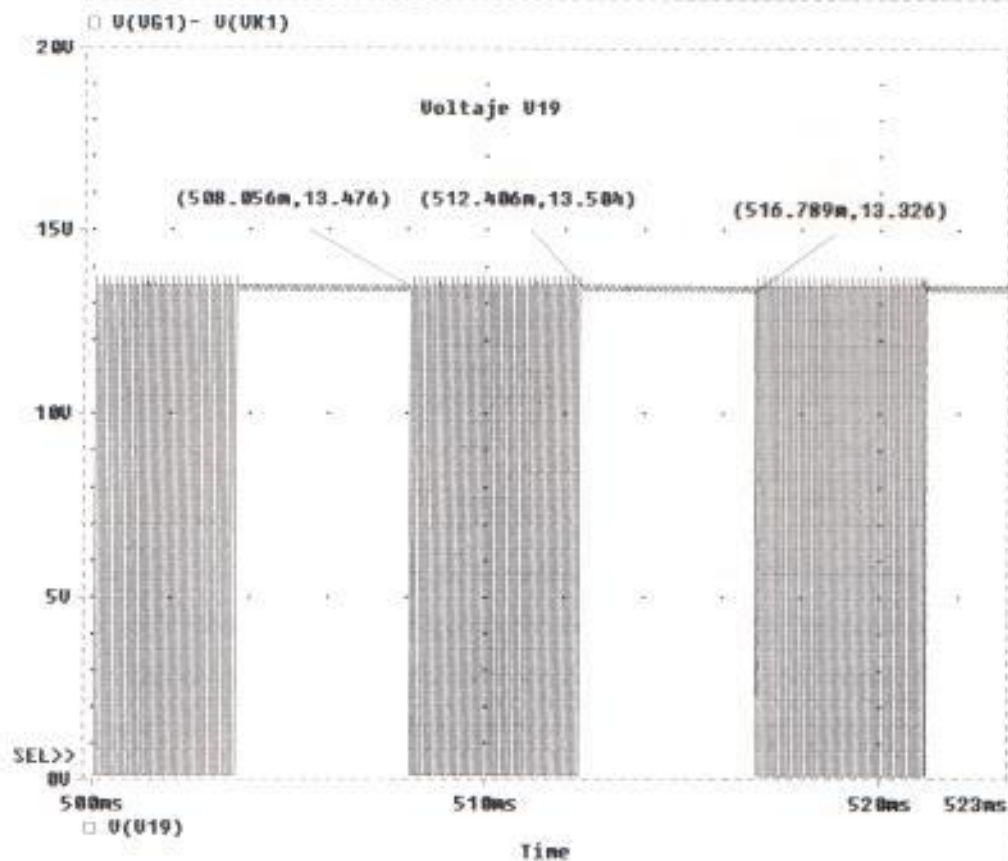 V(VG1)- V(VK1)
20V
Voltaje V19
(508.056m,13.476) (512.406m,13.504) (516.789m,13.326)
15V
10V
5V
SEL>>
0V
500ms 510ms 520ms 523ms
V(V19)
Time